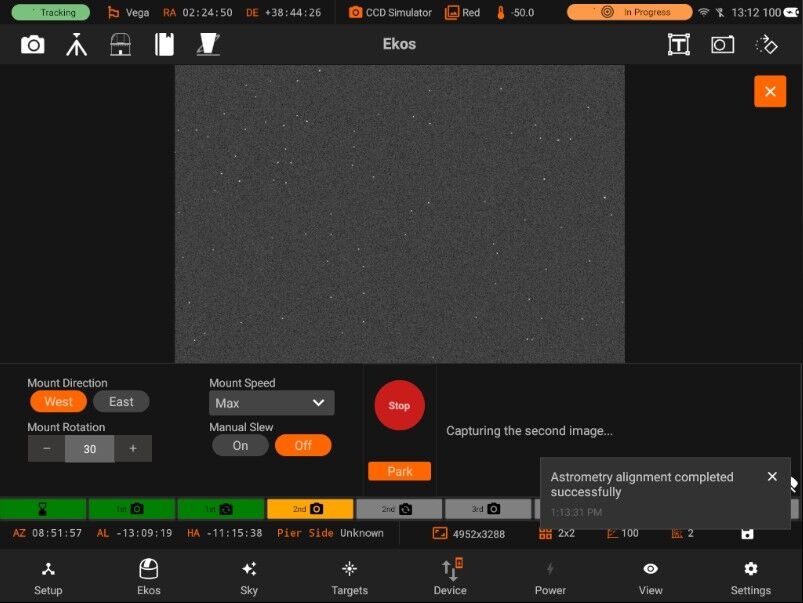 Tracking Vega RA 02:24:50 DE +38:44:26 CCD Simulator Red -50.0 In Progress 13:12 100
Ekos
T
Mount Direction
West East
Mount Rotation
− 30 +
Mount Speed
Max
Manual Slew
On Off
Stop
Park
Capturing the second image...
Astrometry alignment completed
successfully
1:13:31 PM
1st 1st 2nd 2nd 3rd
AZ 08:51:57 AL -13:09:19 HA -11:15:38 Pier Side Unknown 4952x3288 2x2 100 2
Setup Ekos Sky Targets Device Power View Settings